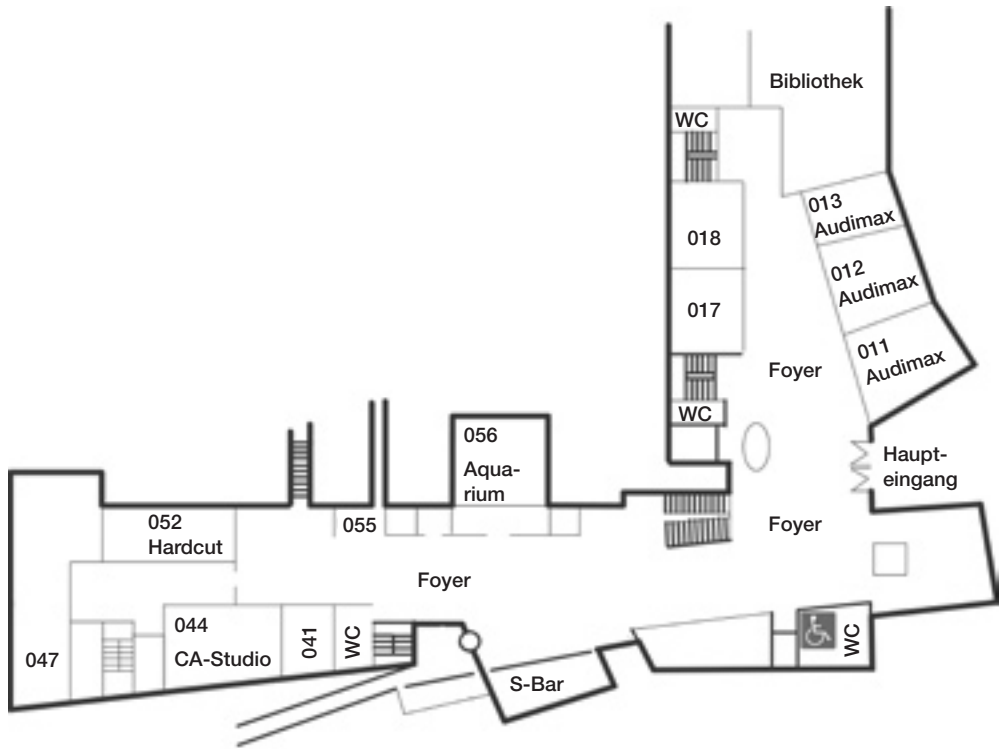 Bibliothek
WC
013
Audimax
018
012
Audimax
017
011
Audimax
Foyer
WC
056
Aqua-
rium
Haupt-
eingang
052
Hardcut
055
Foyer
Foyer
044
CA-Studio
041
WC
WC
047
S-Bar